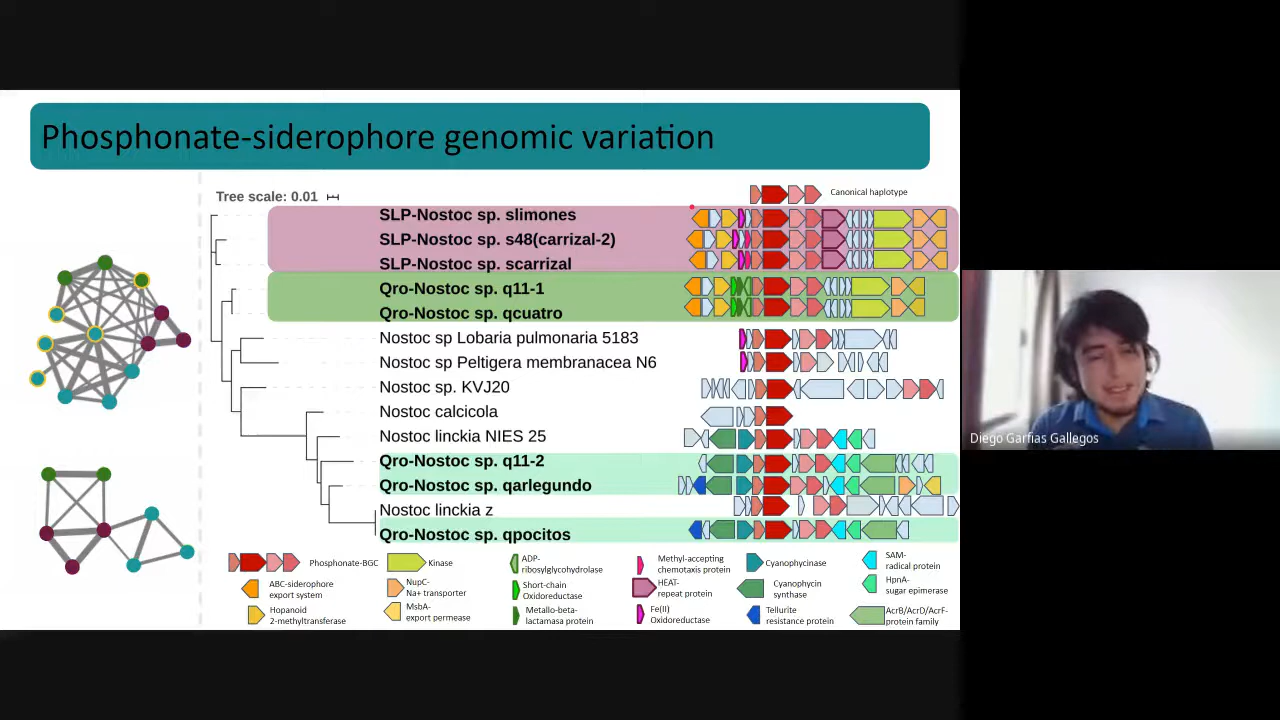 Phosphonate-siderophore genomic variation
Tree scale: 0.01
Canonical haplotype
SLP-Nostoc sp. slimones
SLP-Nostoc sp. s48(carrizal-2)
SLP-Nostoc sp. scarrizal
Qro-Nostoc sp. q11-1
Qro-Nostoc sp. qcuatro
Nostoc sp Lobaria pulmonaria 5183
Nostoc sp Peltigera membranacea N6
Nostoc sp. KVJ20
Nostoc calcicola
Nostoc linckia NIES 25
Qro-Nostoc sp. q11-2
Qro-Nostoc sp. qarlegundo
Nostoc linckia z
Qro-Nostoc sp. qpocitos
Phosphonate-BGC
ABC-siderophore
export system
Hopanoid
2-methyltransferase
Kinase
NupC-
Na+ transporter
MsbA-
export permease
ADP-
ribosylglycohydrolase
Short-chain
Oxidoreductase
Metallo-beta-
lactamasa protein
Methyl-accepting
chemotaxis protein
HEAT-
repeat protein
Fe(II)
Oxidoreductase
Cyanophycinase
Cyanophycin
synthase
Tellurite
resistance protein
SAM-
radical protein
HpnA-
sugar epimerase
AcrB/AcrD/AcrF-
protein family
Diego Garfias Gallegos